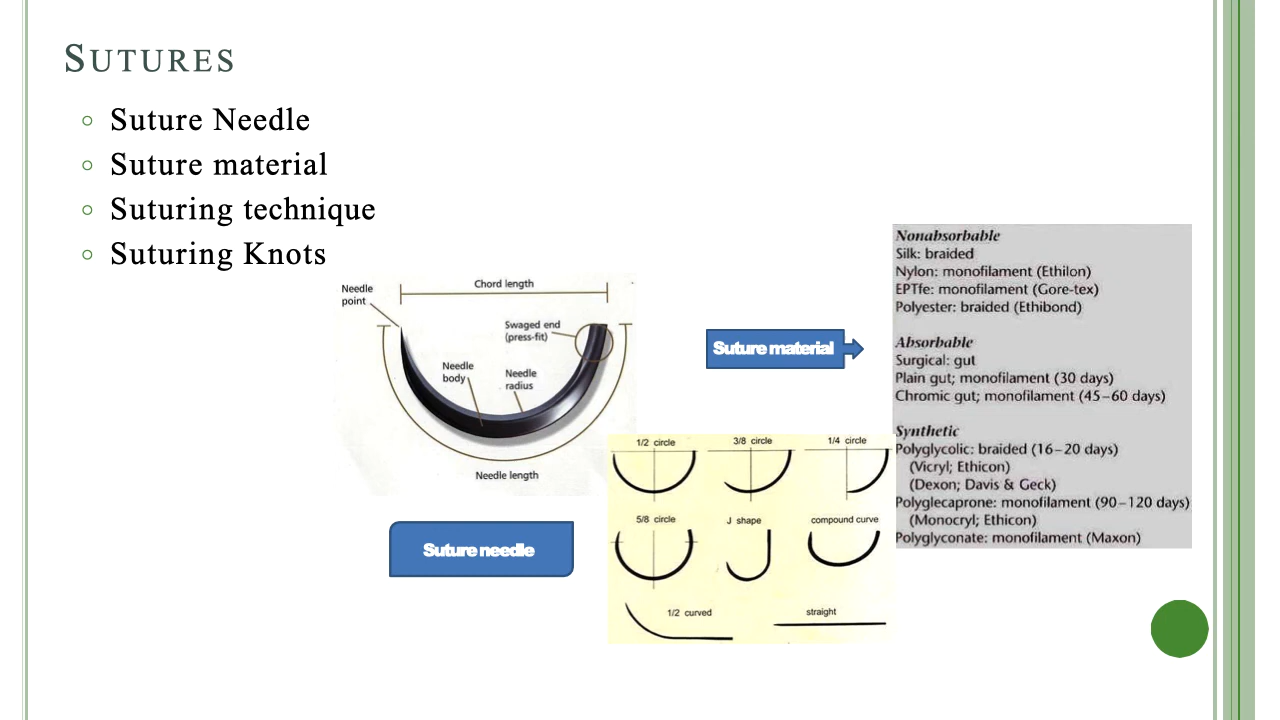 SUTURES
Suture Needle
Suture material
Suturing technique
Suturing Knots
Needle
point
Chord length
Swaged end
(press-fit)
Needle
body
Needle
radius
Needle length
Suture needle
1/2 circle
3/8 circle
1/4 circle
5/8 circle
J shape
compound curve
1/2 curved
straight
Suture material
Nonabsorbable
Silk: braided
Nylon: monofilament (Ethilon)
EPTfe: monofilament (Gore-tex)
Polyester: braided (Ethibond)
Absorbable
Surgical: gut
Plain gut; monofilament (30 days)
Chromic gut; monofilament (45–60 days)
Synthetic
Polyglycolic: braided (16–20 days)
(Vicryl; Ethicon)
(Dexon; Davis & Geck)
Polyglecaprone: monofilament (90–120 days)
(Monocryl; Ethicon)
Polyglyconate: monofilament (Maxon)